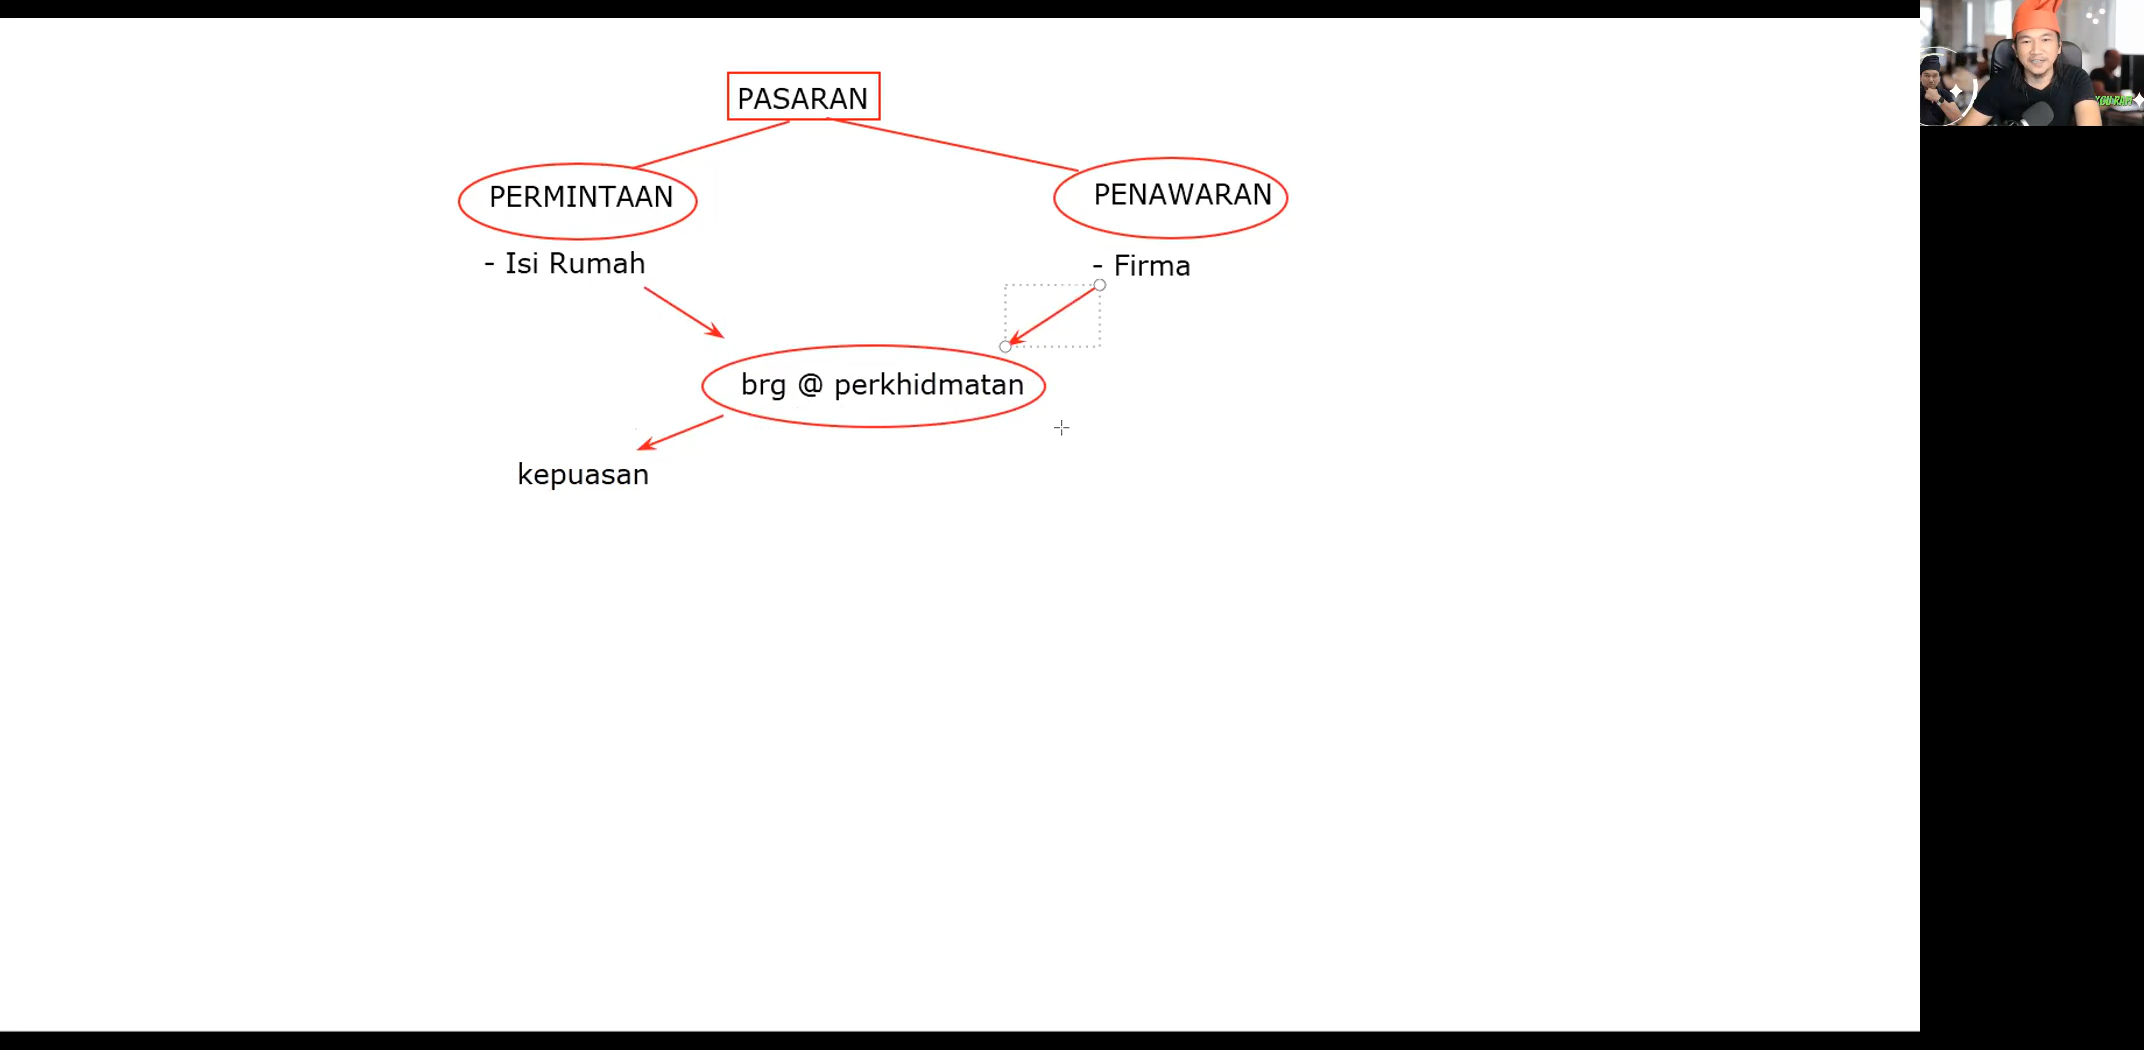 PASARAN
PERMINTAAN
PENAWARAN
- Isi Rumah
- Firma
brg @ perkhidmatan
kepuasan